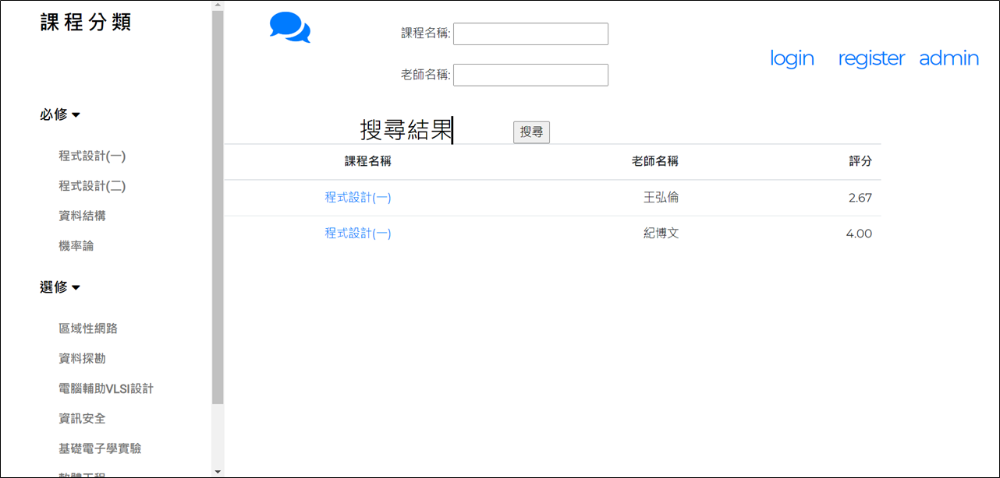 課程分類
必修
程式設計(一)
程式設計(二)
資料結構
機率論
選修
區域性網路
資料探勘
電腦輔助VLSI設計
資訊安全
基礎電子學實驗
軟體工程
課程名稱:
老師名稱:
login register admin
搜尋結果
搜尋
課程名稱 老師名稱 評分
程式設計(一) 王弘倫 2.67
程式設計(一) 紀博文 4.00